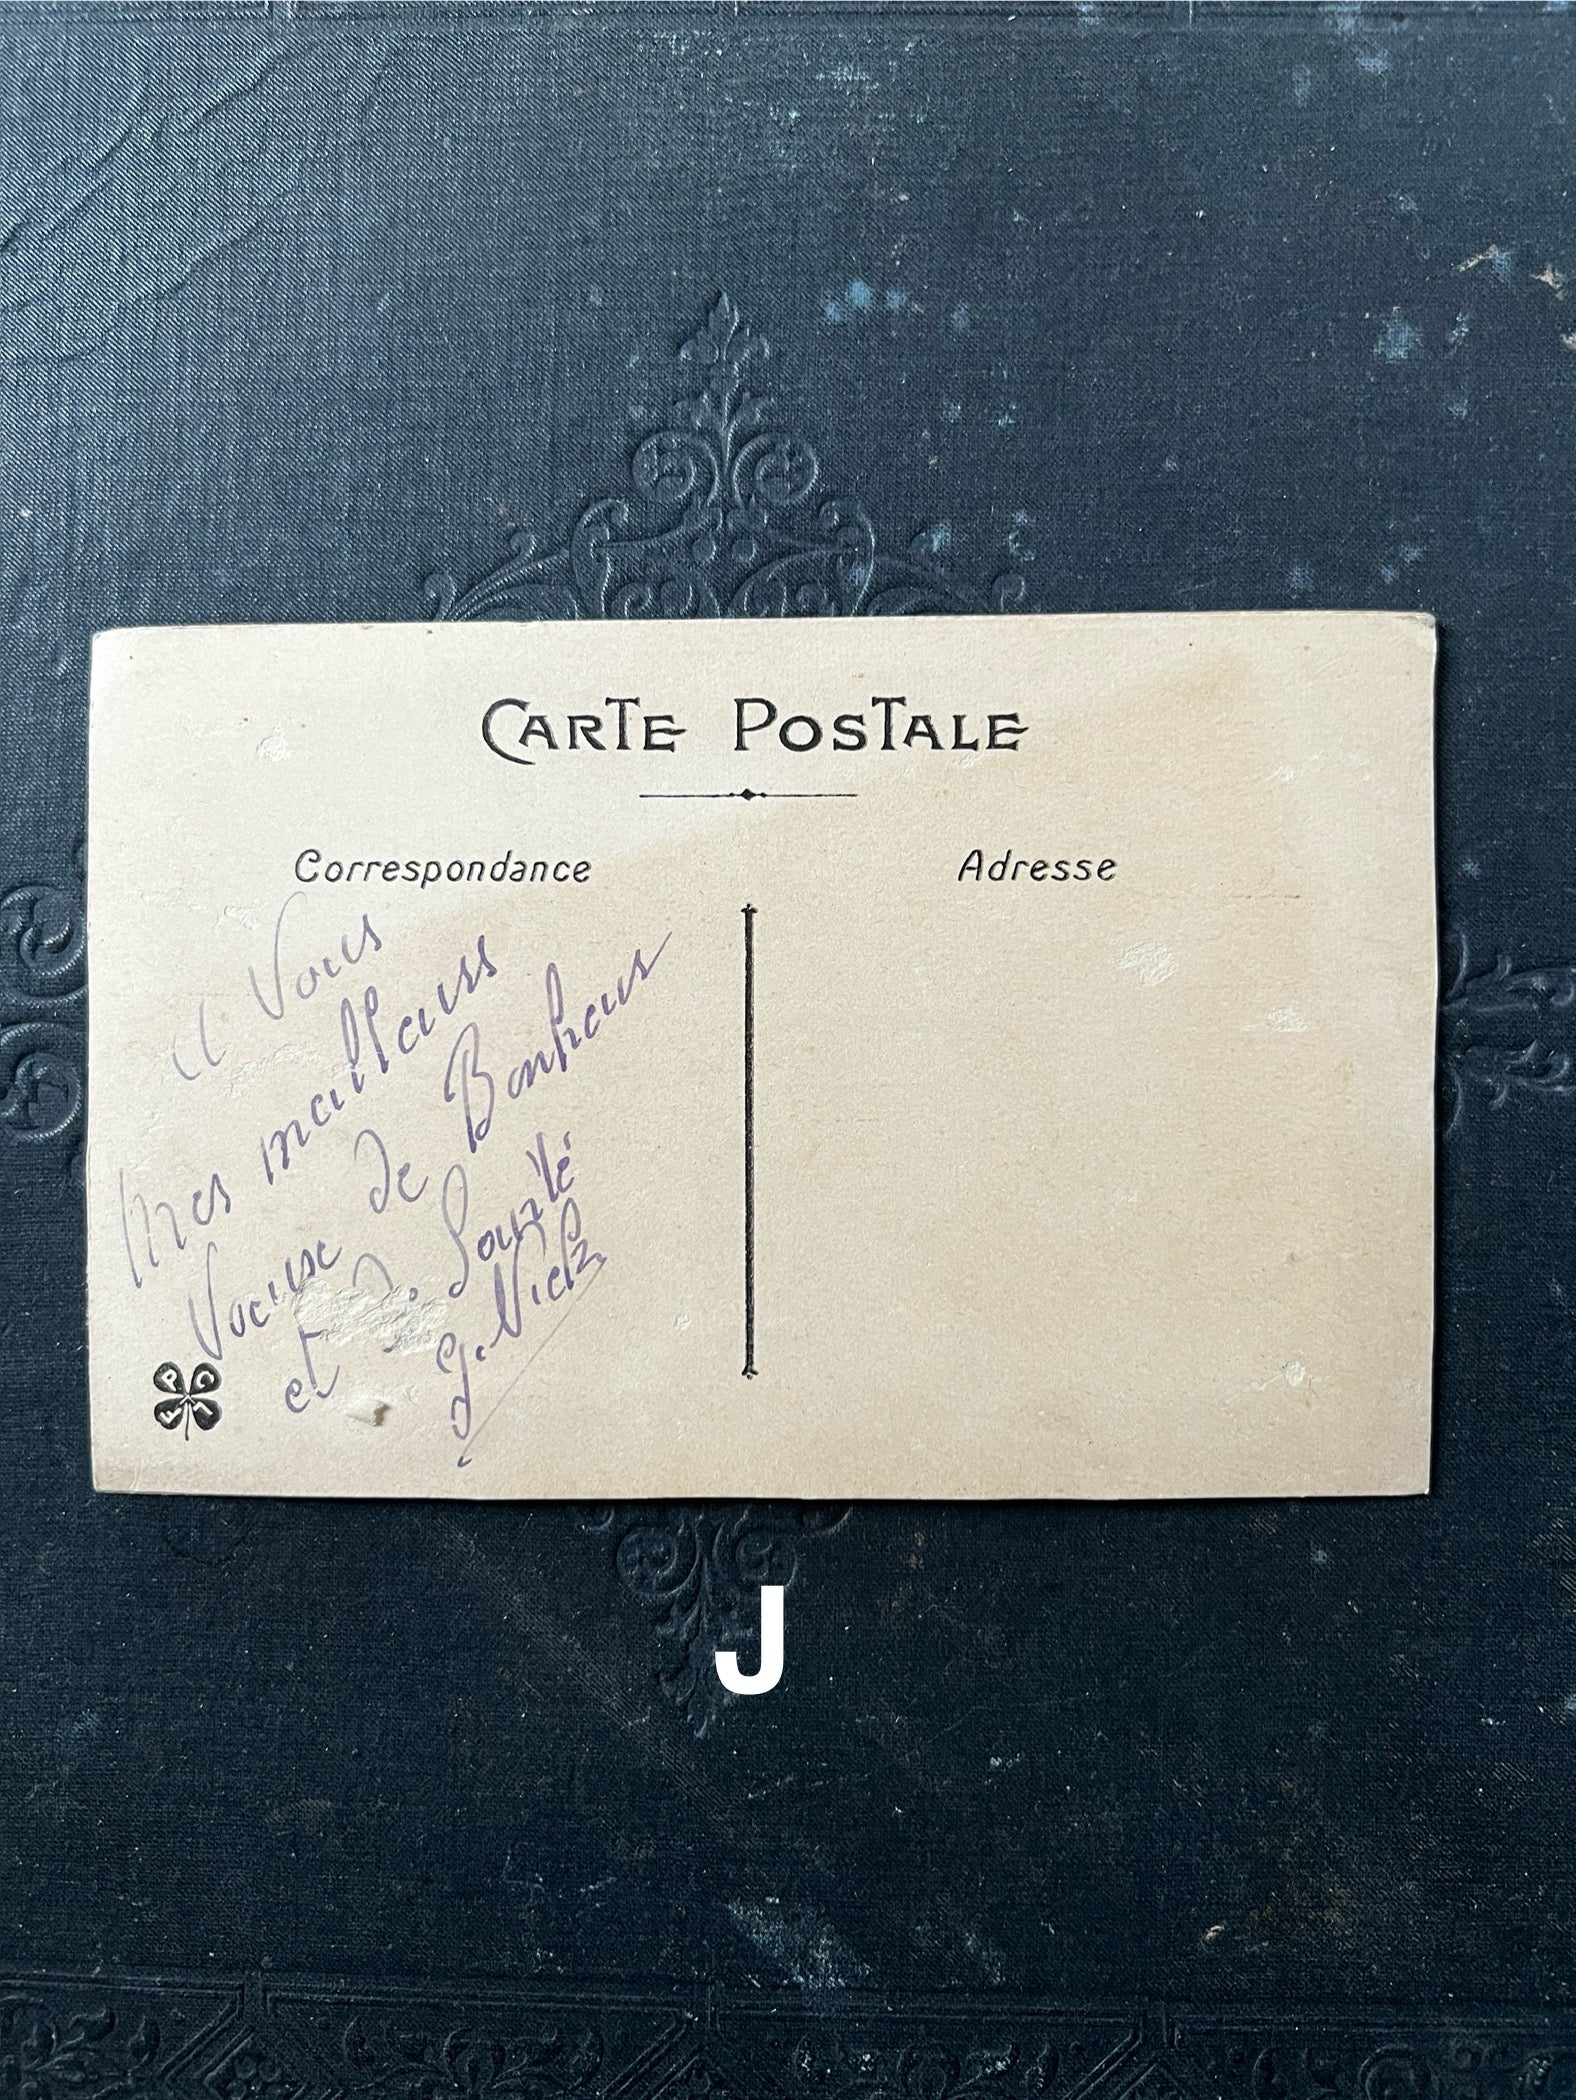 CARTE POSTALE
Correspondance
Adresse
a Vous
Mes meilleurs
Voeux de Bonheur
et Santé
J